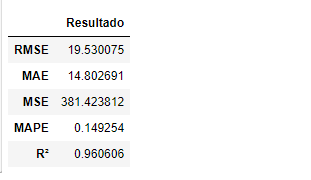 Resultado
RMSE 19.530075
MAE 14.802691
MSE 381.423812
MAPE 0.149254
R² 0.960606